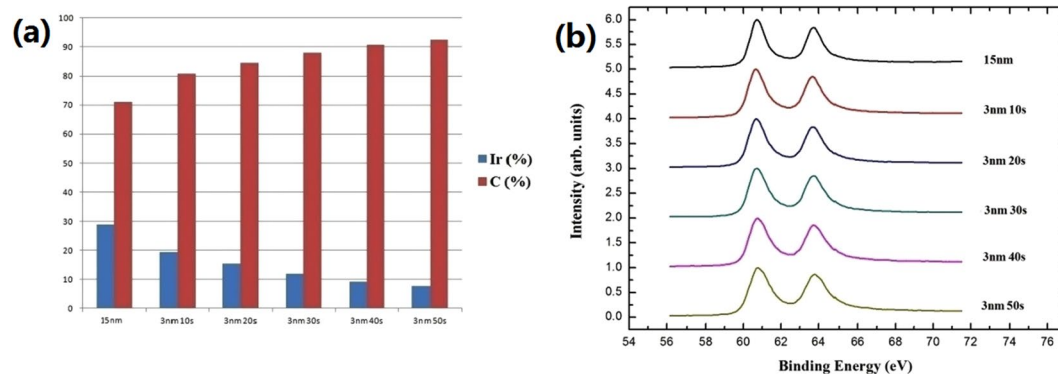 (a)
100
90
80
70
60
50
40
30
20
10
0
15nm 3nm 10s 3nm 20s 3nm 30s 3nm 40s 3nm 50s
Ir (%)
C (%)
(b)
Intensity (arb. units)
6.0
5.5
5.0
4.5
4.0
3.5
3.0
2.5
2.0
1.5
1.0
0.5
0.0
15nm
3nm 10s
3nm 20s
3nm 30s
3nm 40s
3nm 50s
54 56 58 60 62 64 66 68 70 72 74 76
Binding Energy (eV)